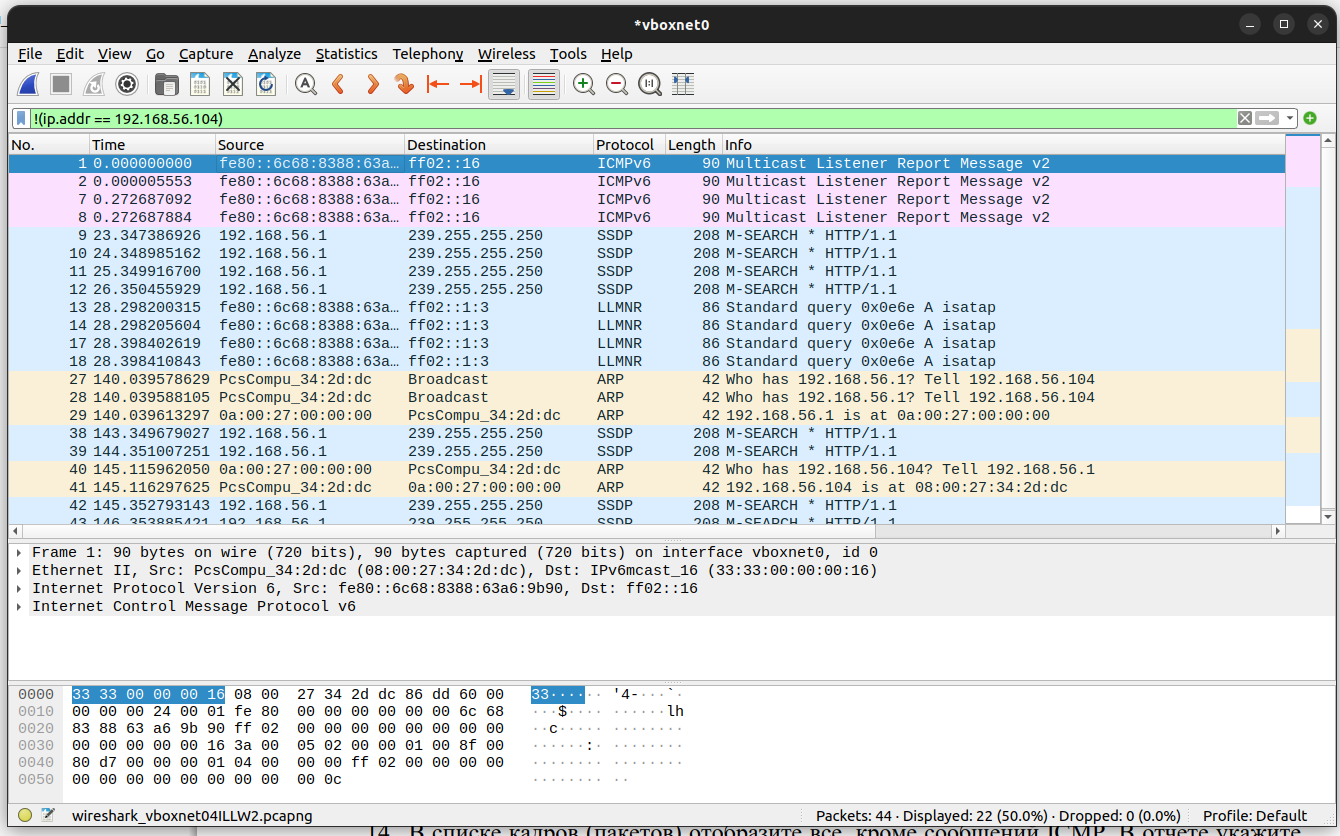 *vboxnet0
File Edit View Go Capture Analyze Statistics Telephony Wireless Tools Help
!(ip.addr == 192.168.56.104)
No. Time Source Destination Protocol Length Info
1 0.000000000 fe80::6c68:8388:63a… ff02::16 ICMPv6 90 Multicast Listener Report Message v2
2 0.000005553 fe80::6c68:8388:63a… ff02::16 ICMPv6 90 Multicast Listener Report Message v2
7 0.272687092 fe80::6c68:8388:63a… ff02::16 ICMPv6 90 Multicast Listener Report Message v2
8 0.272687884 fe80::6c68:8388:63a… ff02::16 ICMPv6 90 Multicast Listener Report Message v2
9 23.347386926 192.168.56.1 239.255.255.250 SSDP 208 M-SEARCH * HTTP/1.1
10 24.348985162 192.168.56.1 239.255.255.250 SSDP 208 M-SEARCH * HTTP/1.1
11 25.349916700 192.168.56.1 239.255.255.250 SSDP 208 M-SEARCH * HTTP/1.1
12 26.350455929 192.168.56.1 239.255.255.250 SSDP 208 M-SEARCH * HTTP/1.1
13 28.298200315 fe80::6c68:8388:63a… ff02::1:3 LLMNR 86 Standard query 0x0e6e A isatap
14 28.298205604 fe80::6c68:8388:63a… ff02::1:3 LLMNR 86 Standard query 0x0e6e A isatap
17 28.398402619 fe80::6c68:8388:63a… ff02::1:3 LLMNR 86 Standard query 0x0e6e A isatap
18 28.398410843 fe80::6c68:8388:63a… ff02::1:3 LLMNR 86 Standard query 0x0e6e A isatap
27 140.039578629 PcsCompu_34:2d:dc Broadcast ARP 42 Who has 192.168.56.1? Tell 192.168.56.104
28 140.039588105 PcsCompu_34:2d:dc Broadcast ARP 42 Who has 192.168.56.1? Tell 192.168.56.104
29 140.039613297 0a:00:27:00:00:00 PcsCompu_34:2d:dc ARP 42 192.168.56.1 is at 0a:00:27:00:00:00
38 143.349679027 192.168.56.1 239.255.255.250 SSDP 208 M-SEARCH * HTTP/1.1
39 144.351007251 192.168.56.1 239.255.255.250 SSDP 208 M-SEARCH * HTTP/1.1
40 145.115962050 0a:00:27:00:00:00 PcsCompu_34:2d:dc ARP 42 Who has 192.168.56.104? Tell 192.168.56.1
41 145.116297625 PcsCompu_34:2d:dc 0a:00:27:00:00:00 ARP 42 192.168.56.104 is at 08:00:27:34:2d:dc
42 145.352793143 192.168.56.1 239.255.255.250 SSDP 208 M-SEARCH * HTTP/1.1
43 146.353885421 192.168.56.1 239.255.255.250 SSDP 208 M-SEARCH * HTTP/1.1
Frame 1: 90 bytes on wire (720 bits), 90 bytes captured (720 bits) on interface vboxnet0, id 0
Ethernet II, Src: PcsCompu_34:2d:dc (08:00:27:34:2d:dc), Dst: IPv6mcast_16 (33:33:00:00:00:16)
Internet Protocol Version 6, Src: fe80::6c68:8388:63a6:9b90, Dst: ff02::16
Internet Control Message Protocol v6
0000 33 33 00 00 00 16 08 00 27 34 2d dc 86 dd 60 00 33······ '4-···`·
0010 00 00 00 24 00 01 fe 80 00 00 00 00 00 00 6c 68 ···$···· ······lh
0020 83 88 63 a6 9b 90 ff 02 00 00 00 00 00 00 00 00 ··c····· ········
0030 00 00 00 00 00 16 3a 00 05 02 00 00 01 00 8f 00 ······:· ········
0040 80 d7 00 00 00 01 04 00 00 00 ff 02 00 00 00 00 ········ ········
0050 00 00 00 00 00 00 00 00 00 0c ········ ··
wireshark_vboxnet04ILLW2.pcapng Packets: 44 · Displayed: 22 (50.0%) · Dropped: 0 (0.0%) Profile: Default
14. В списке кадров (пакетов) отобразите все, кроме сообщений ICMP. В отчете укажите